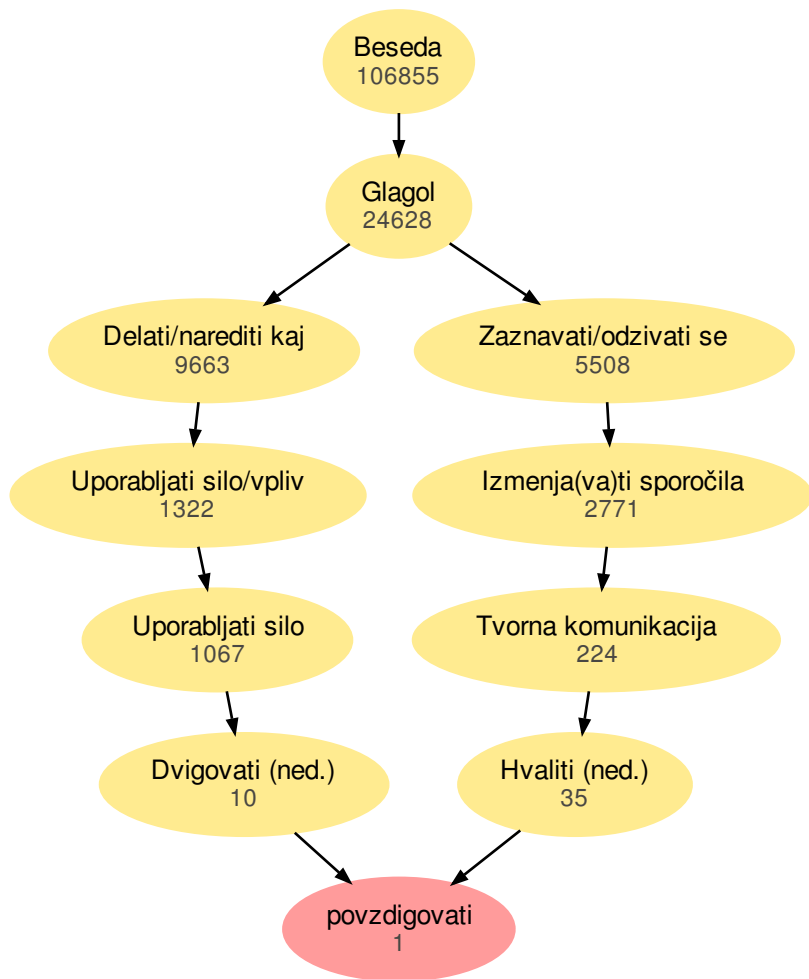 Beseda
106855
Glagol
24628
Delati/narediti kaj
9663
Zaznavati/odzivati se
5508
Uporabljati silo/vpliv
1322
Izmenja(va)ti sporočila
2771
Uporabljati silo
1067
Tvorna komunikacija
224
Dvigovati (ned.)
10
Hvaliti (ned.)
35
povzdigovati
1